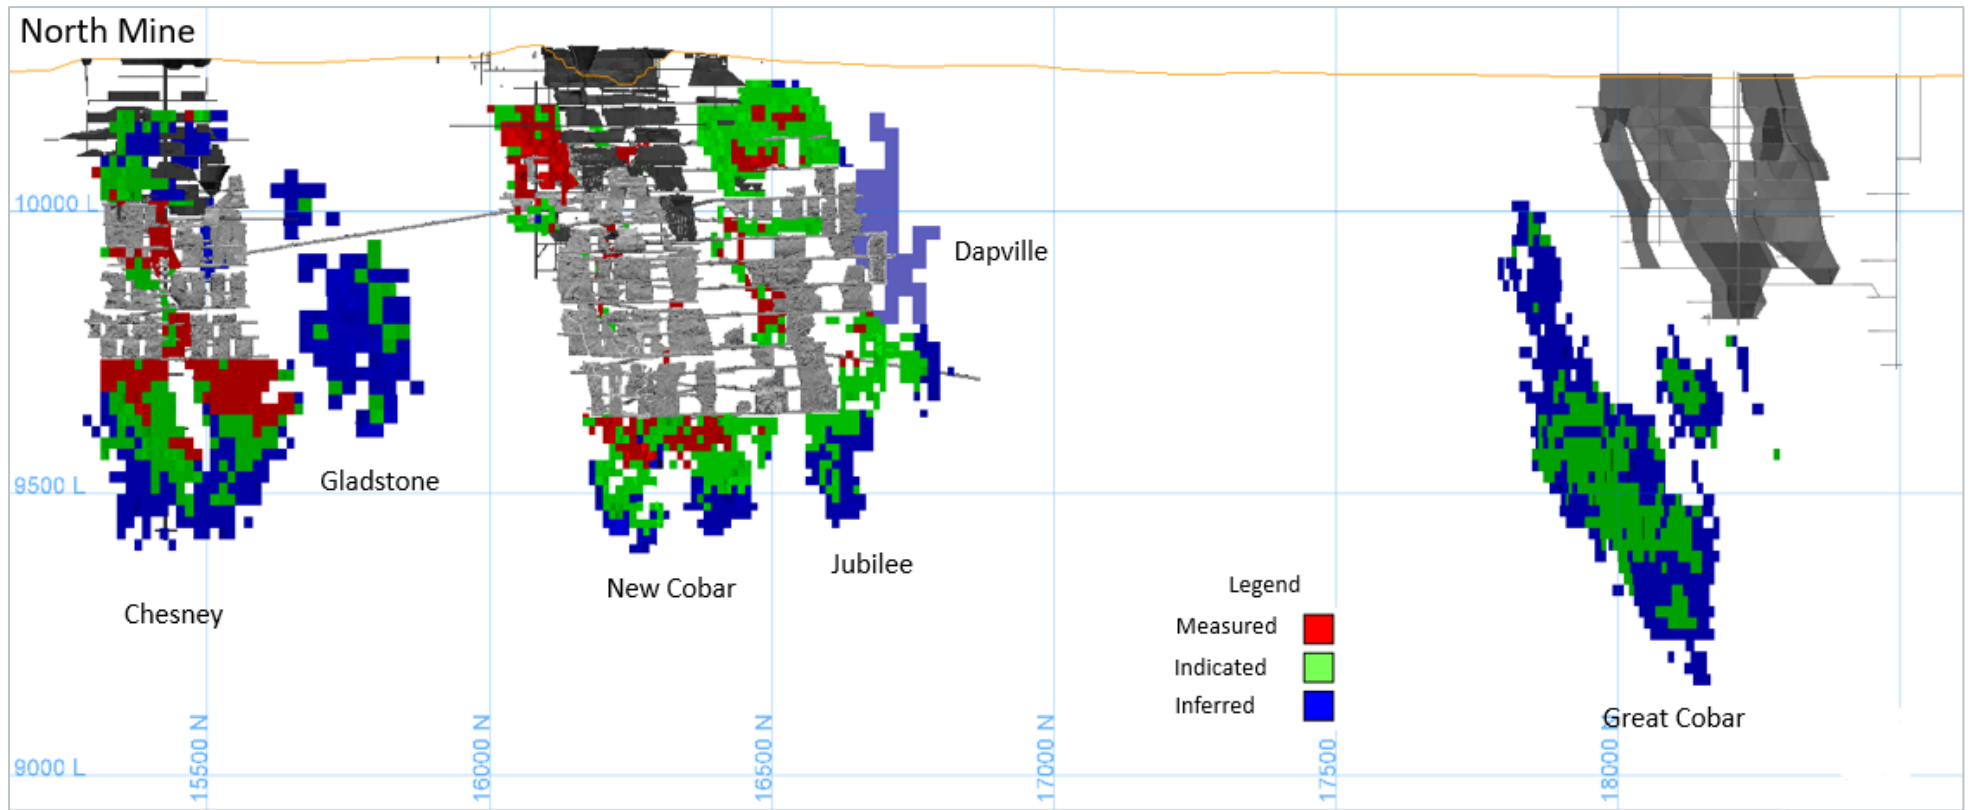 North Mine
10000 L
Dapville
Gladstone
9500 L
Jubilee
New Cobar
Legend
Chesney
Measured
Indicated
Inferred
Great Cobar
9000 L
15500 N
16000 N
16500 N
17000 N
17500
18000